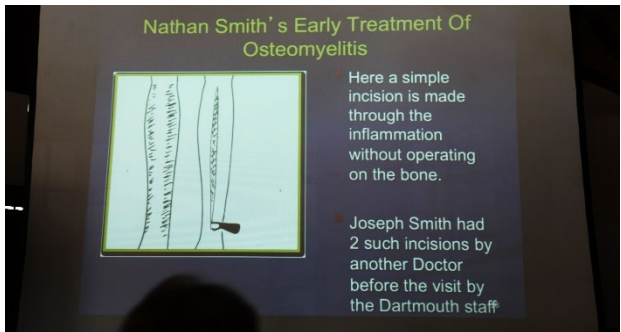 Nathan Smith's Early Treatment Of
Osteomyelitis
Here a simple
incision is made
through the
inflammation
without operating
on the bone.
Joseph Smith had
2 such incisions by
another Doctor
before the visit by
the Dartmouth staff